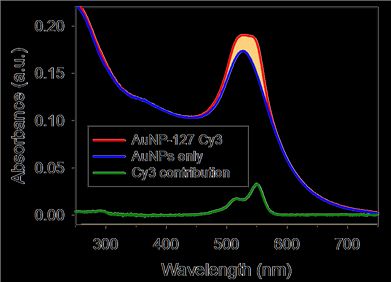 0.20
0.15
0.10
0.05
0.00
Absorbance (a.u.)
AuNP~127 Cy3
AuNPs only
Cy3 contribution
300 400 500 600 700
Wavelength (nm)